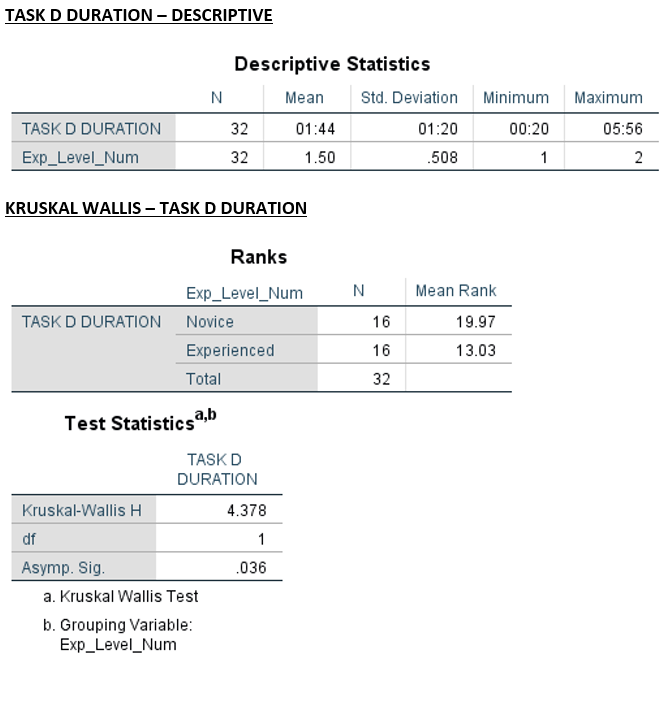 TASK D DURATION – DESCRIPTIVE
Descriptive Statistics
N Mean Std. Deviation Minimum Maximum
TASK D DURATION 32 01:44 01:20 00:20 05:56
Exp_Level_Num 32 1.50 .508 1 2
KRUSKAL WALLIS – TASK D DURATION
Ranks
Exp_Level_Num N Mean Rank
TASK D DURATION Novice 16 19.97
Experienced 16 13.03
Total 32
Test Statistics a,b
TASK D
DURATION
Kruskal-Wallis H 4.378
df 1
Asymp. Sig. .036
a. Kruskal Wallis Test
b. Grouping Variable:
Exp_Level_Num